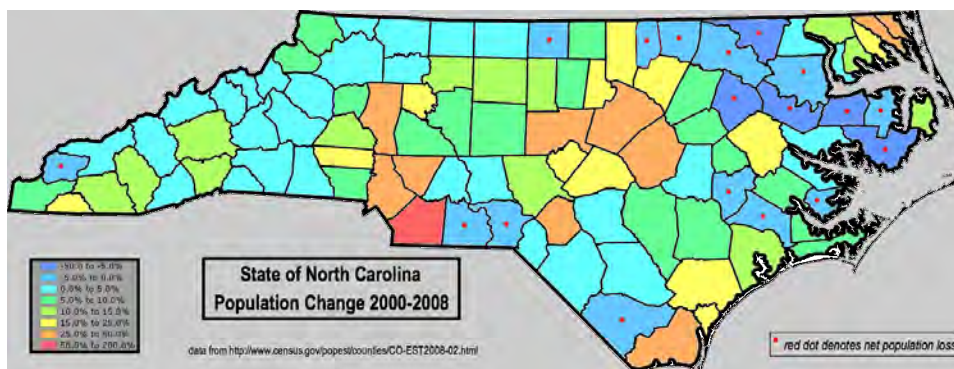 -50.0 to -5.0%
-5.0% to 0.0%
0.0% to 5.0%
5.0% to 10.0%
10.0% to 15.0%
15.0% to 25.0%
25.0% to 50.0%
50.0% to 200.0%
State of North Carolina
Population Change 2000-2008
data from http://www.census.gov/popest/counties/CO-EST2008-02.html
red dot denotes net population loss